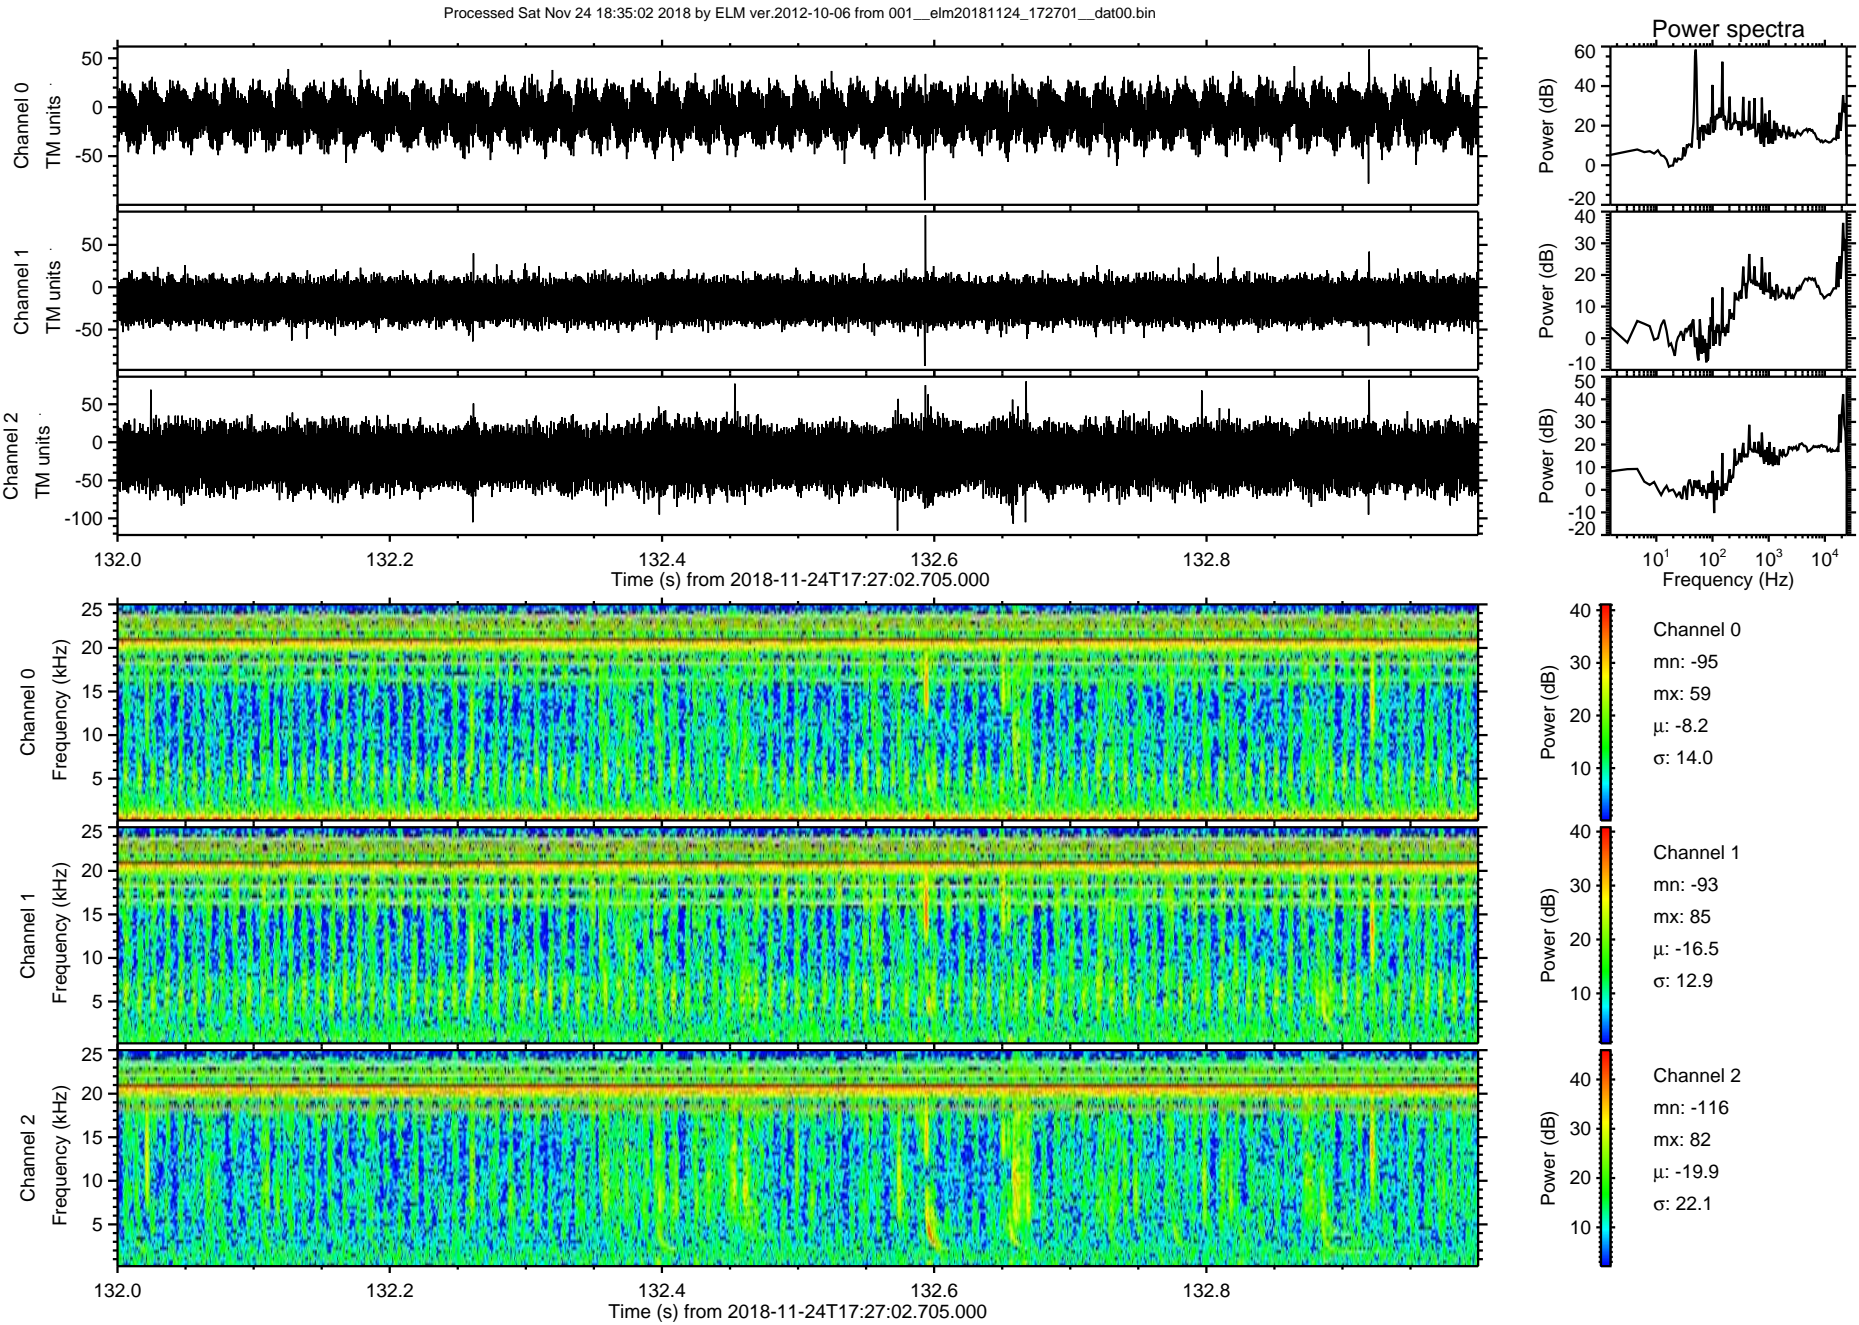 Processed Sat Nov 24 18:35:02 2018 by ELM ver.2012-10-06 from 001__elm20181124_172701__dat00.bin
Power spectra
Channel 0
TM units
50
0
-50
Power (dB)
60
40
20
0
-20
Channel 1
TM units
50
0
-50
Power (dB)
40
30
20
10
0
-10
Channel 2
TM units
50
0
-50
-100
Power (dB)
50
40
30
20
10
0
-10
-20
132.0 132.2 132.4 132.6 132.8
Time (s) from 2018-11-24T17:27:02.705.000
10^1 10^2 10^3 10^4
Frequency (Hz)
Channel 0
Frequency (kHz)
25
20
15
10
5
Power (dB)
40
30
20
10
Channel 0
mn: -95
mx: 59
μ: -8.2
σ: 14.0
Channel 1
Frequency (kHz)
25
20
15
10
5
Power (dB)
40
30
20
10
Channel 1
mn: -93
mx: 85
μ: -16.5
σ: 12.9
Channel 2
Frequency (kHz)
25
20
15
10
5
Power (dB)
40
30
20
10
Channel 2
mn: -116
mx: 82
μ: -19.9
σ: 22.1
132.0 132.2 132.4 132.6 132.8
Time (s) from 2018-11-24T17:27:02.705.000